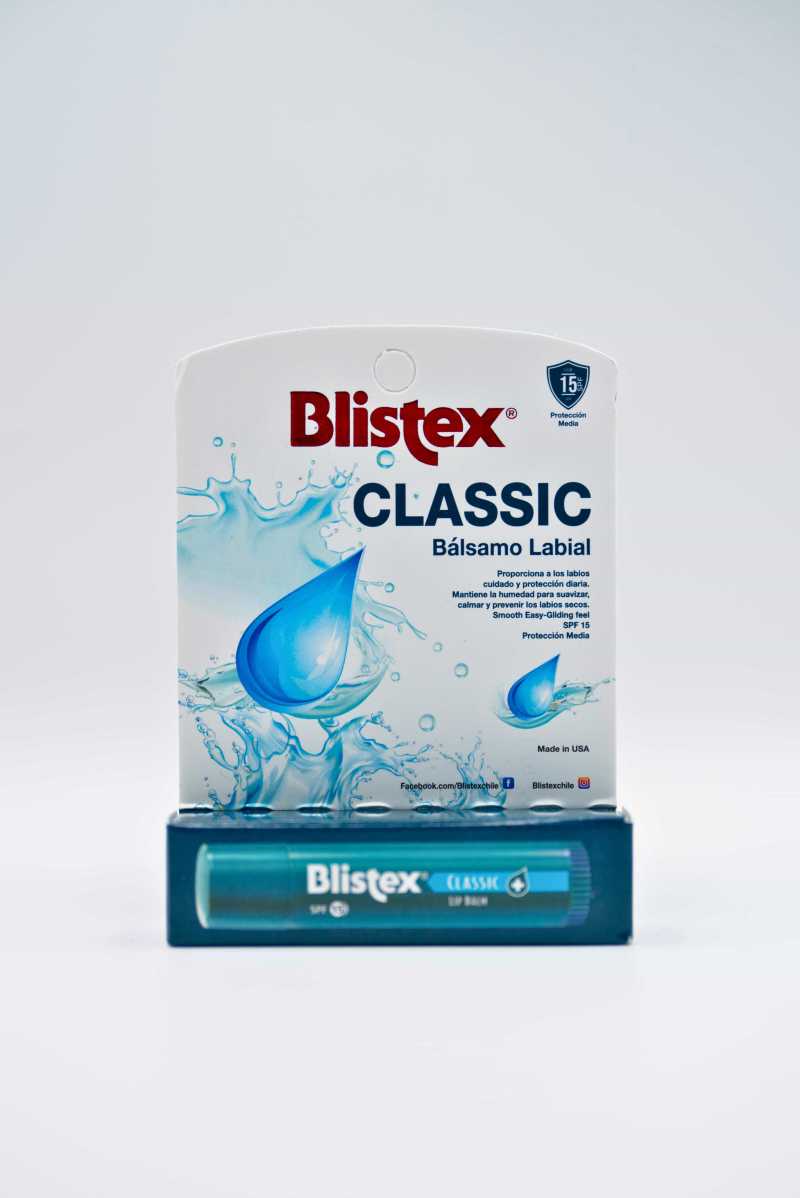 Blistex®
15
SPF
Protección
Media
CLASSIC
Bálsamo Labial
Proporciona a los labios
cuidado y protección diaria.
Mantiene la humedad para suavizar,
calmar y prevenir los labios secos.
Smooth Easy-Gliding feel
SPF 15
Protección Media
Made in USA
Facebook.com/Blistexchile
Blistexchile
Blistex® CLASSIC
SPF 15 LIP BALM